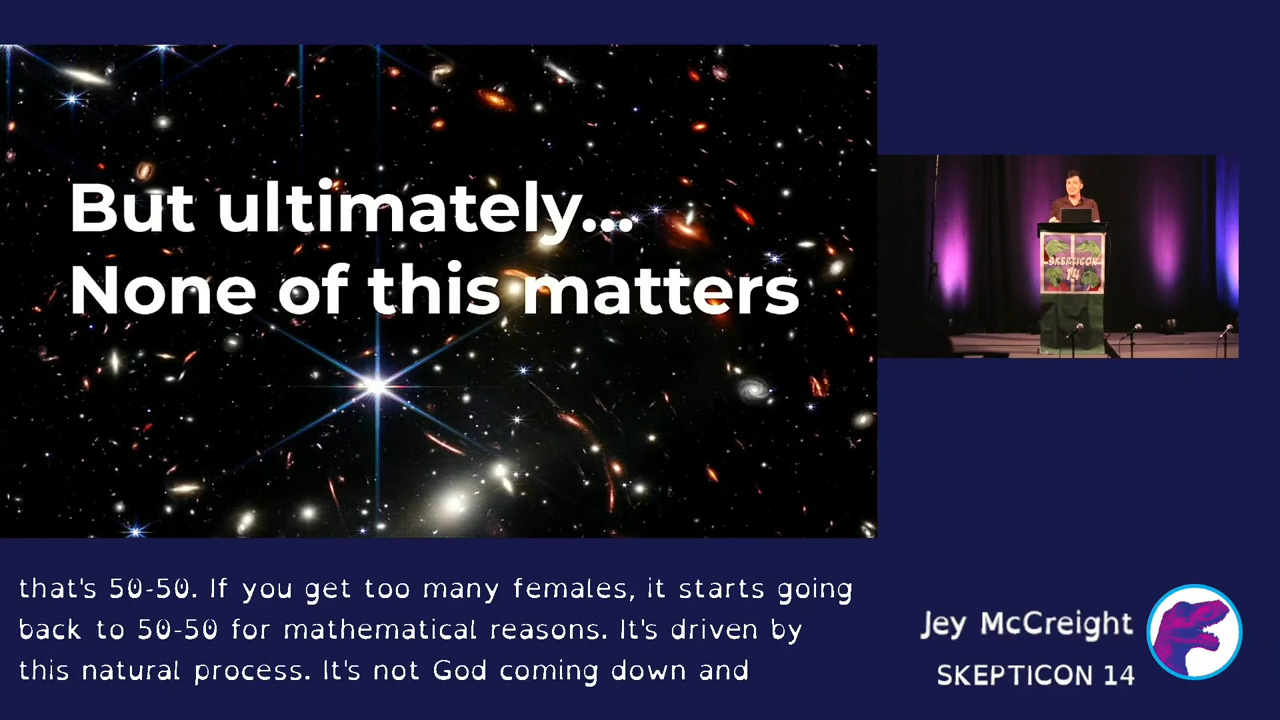 But ultimately...
None of this matters
SKEPTICON
14
that's 50-50. If you get too many females, it starts going
back to 50-50 for mathematical reasons. It's driven by
this natural process. It's not God coming down and
Jey McCreight
SKEPTICON 14